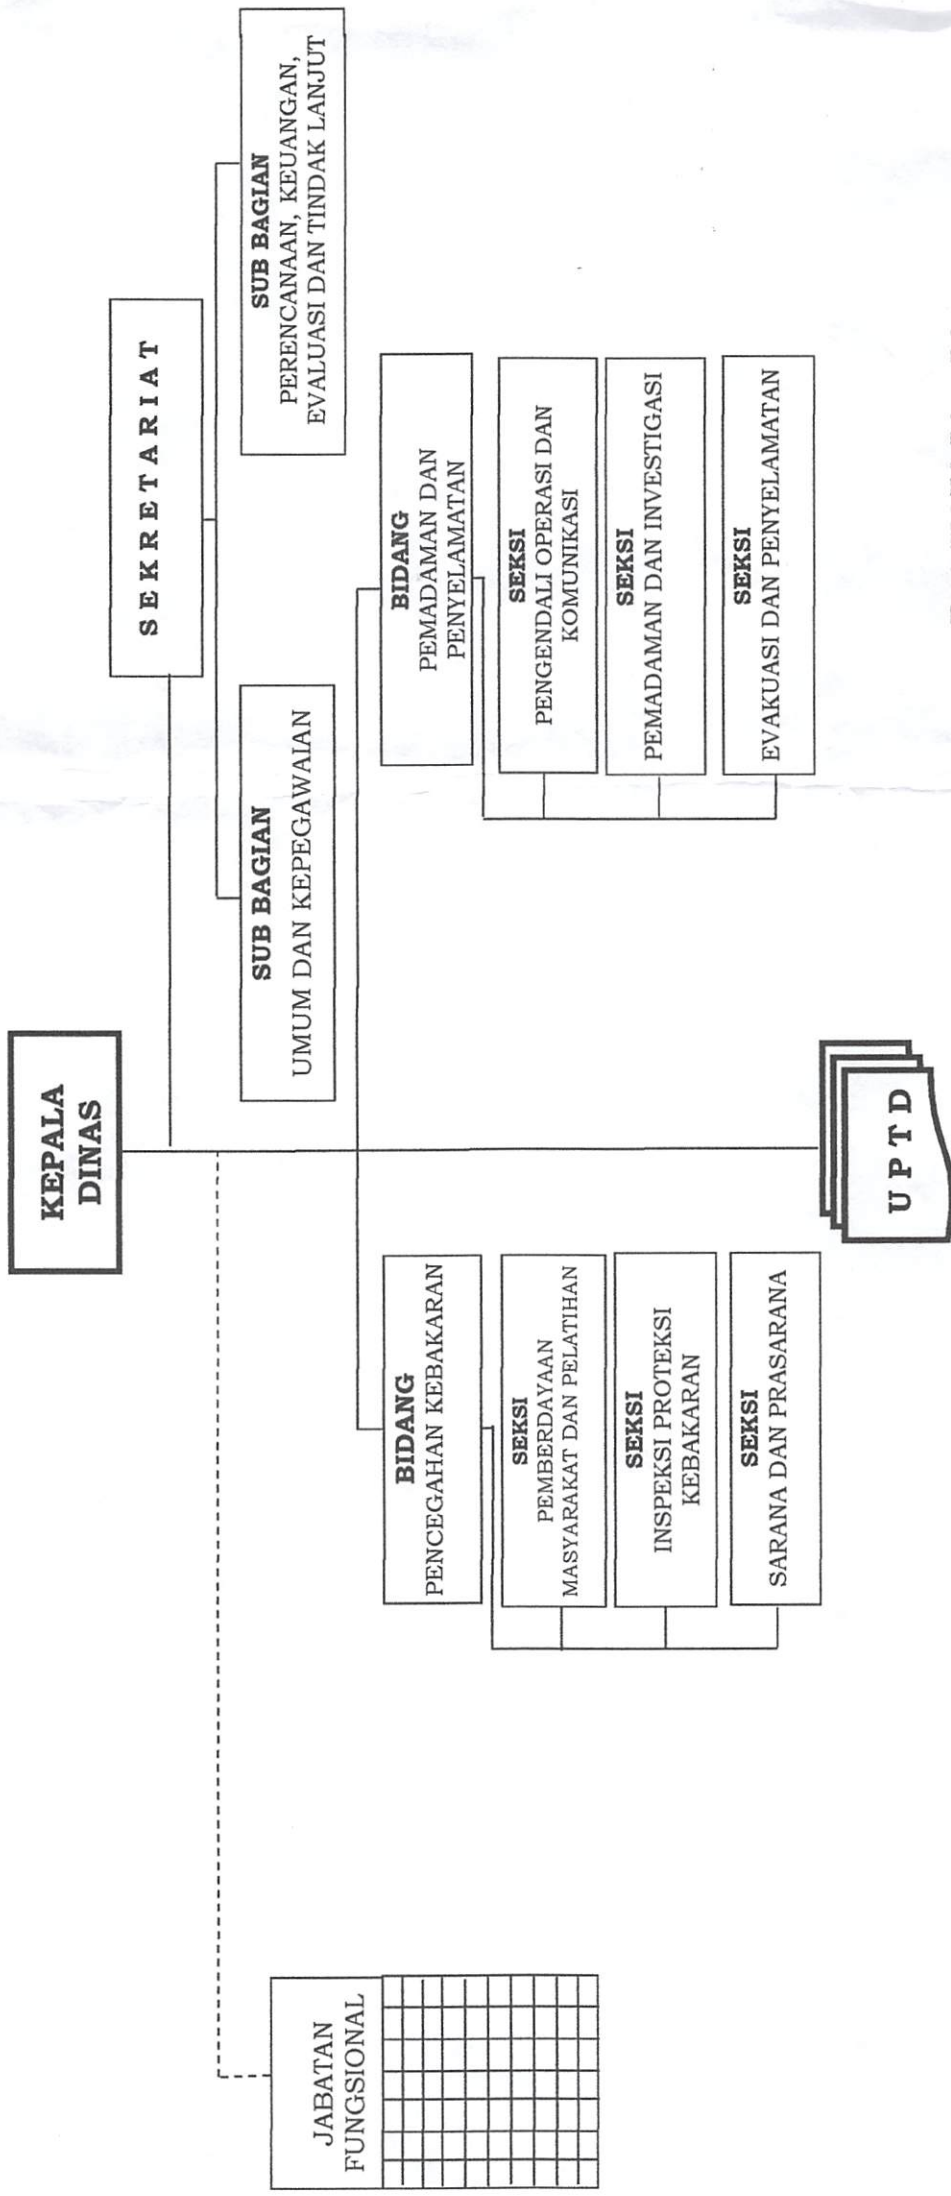 KEPALA
DINAS
SEKRETARIAT
SUB BAGIAN
UMUM DAN KEPEGAWAIAN
SUB BAGIAN
PERENCANAAN, KEUANGAN,
EVALUASI DAN TINDAK LANJUT
JABATAN
FUNGSIONAL
BIDANG
PENCEGAHAN KEBAKARAN
SEKSI
PEMBERDAYAAN
MASYARAKAT DAN PELATIHAN
SEKSI
INSPEKSI PROTEKSI
KEBAKARAN
SEKSI
SARANA DAN PRASARANA
BIDANG
PEMADAMAN DAN
PENYELAMATAN
SEKSI
PENGENDALI OPERASI DAN
KOMUNIKASI
SEKSI
PEMADAMAN DAN INVESTIGASI
SEKSI
EVAKUASI DAN PENYELAMATAN
UPTD